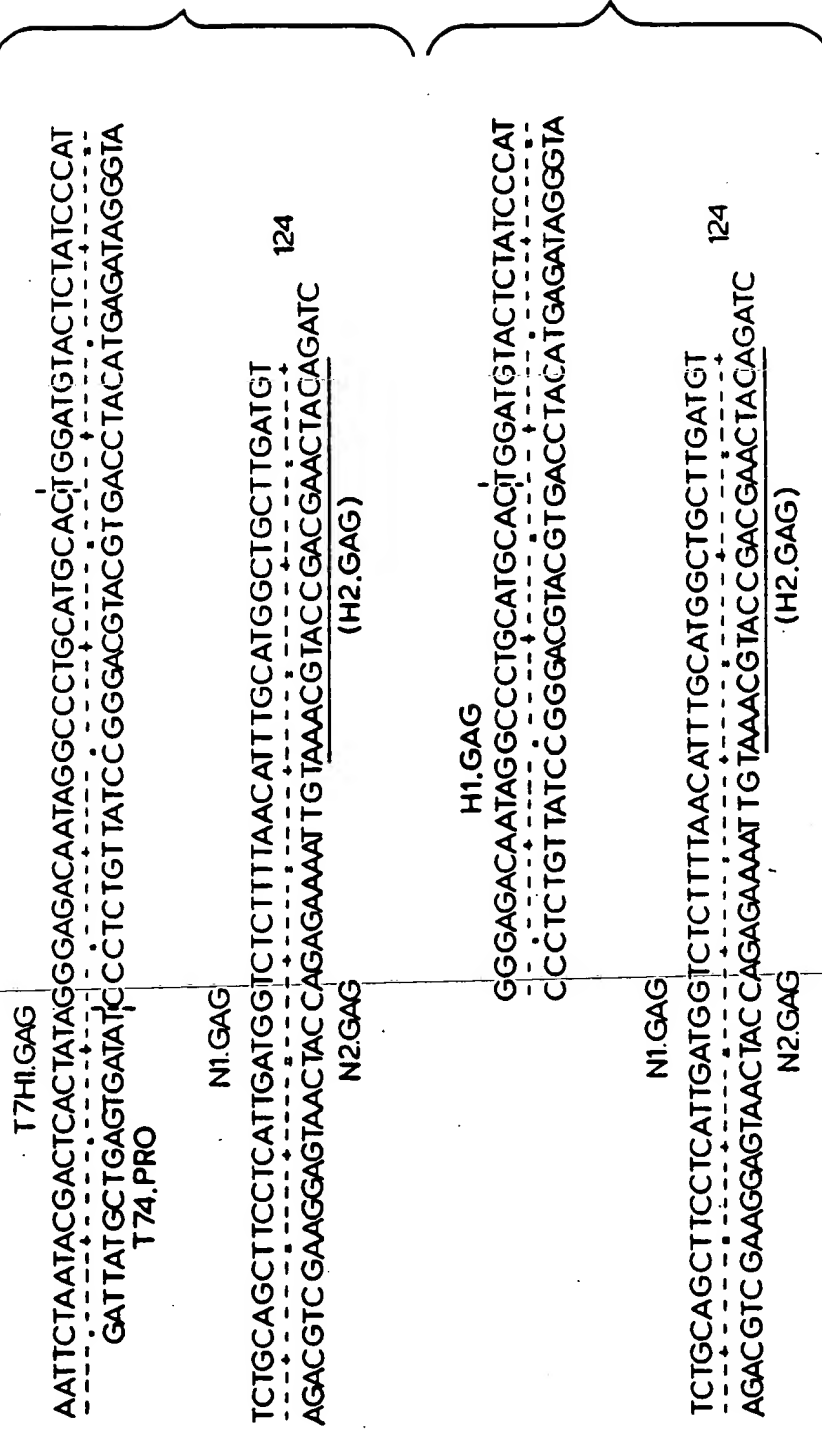 T7H1.GAG
AATTCTAATACGACTCACTATAGGGAGACAATAGGCCCTGCATGCACTGGATGTACTCTATCCCAT
GATTATGCTGAGTGATATCCCTCTGTTATCCGGGACGTACGTGACCTACATGAGATAGGGTA
T74.PRO
N1.GAG
TCTGCAGCTTCCTCATTGATGGTCTCTTTTAACATTTGCATGGCTGCTTGATGT
124
AGACGTCGAAGGAGTAACTACCAGAGAAAATTGTAAACGTACCGACGAACTACAGATC
N2.GAG (H2.GAG)
H1.GAG
GGGAGACAATAGGCCCTGCATGCACTGGATGTACTCTATCCCAT
CCCTCTGTTATCCGGGACGTACGTGACCTACATGAGATAGGGTA
N1.GAG
TCTGCAGCTTCCTCATTGATGGTCTCTTTTAACATTTGCATGGCTGCTTGATGT
124
AGACGTCGAAGGAGTAACTACCAGAGAAAATTGTAAACGTACCGACGAACTACAGATC
N2.GAG (H2.GAG)